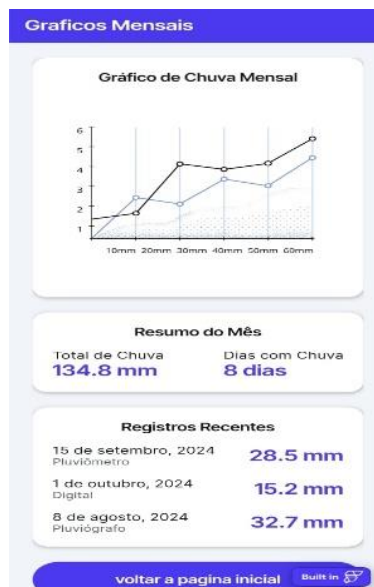 Graficos Mensais
Gráfico de Chuva Mensal
6
5
4
3
2
1
10mm 20mm 30mm 40mm 50mm 60mm
Resumo do Mês
Total de Chuva Dias com Chuva
134.8 mm 8 dias
Registros Recentes
15 de setembro, 2024
Pluviômetro
28.5 mm
1 de outubro, 2024
Digital
15.2 mm
8 de agosto, 2024
Pluviógrafo
32.7 mm
voltar a pagina inicial
Built in